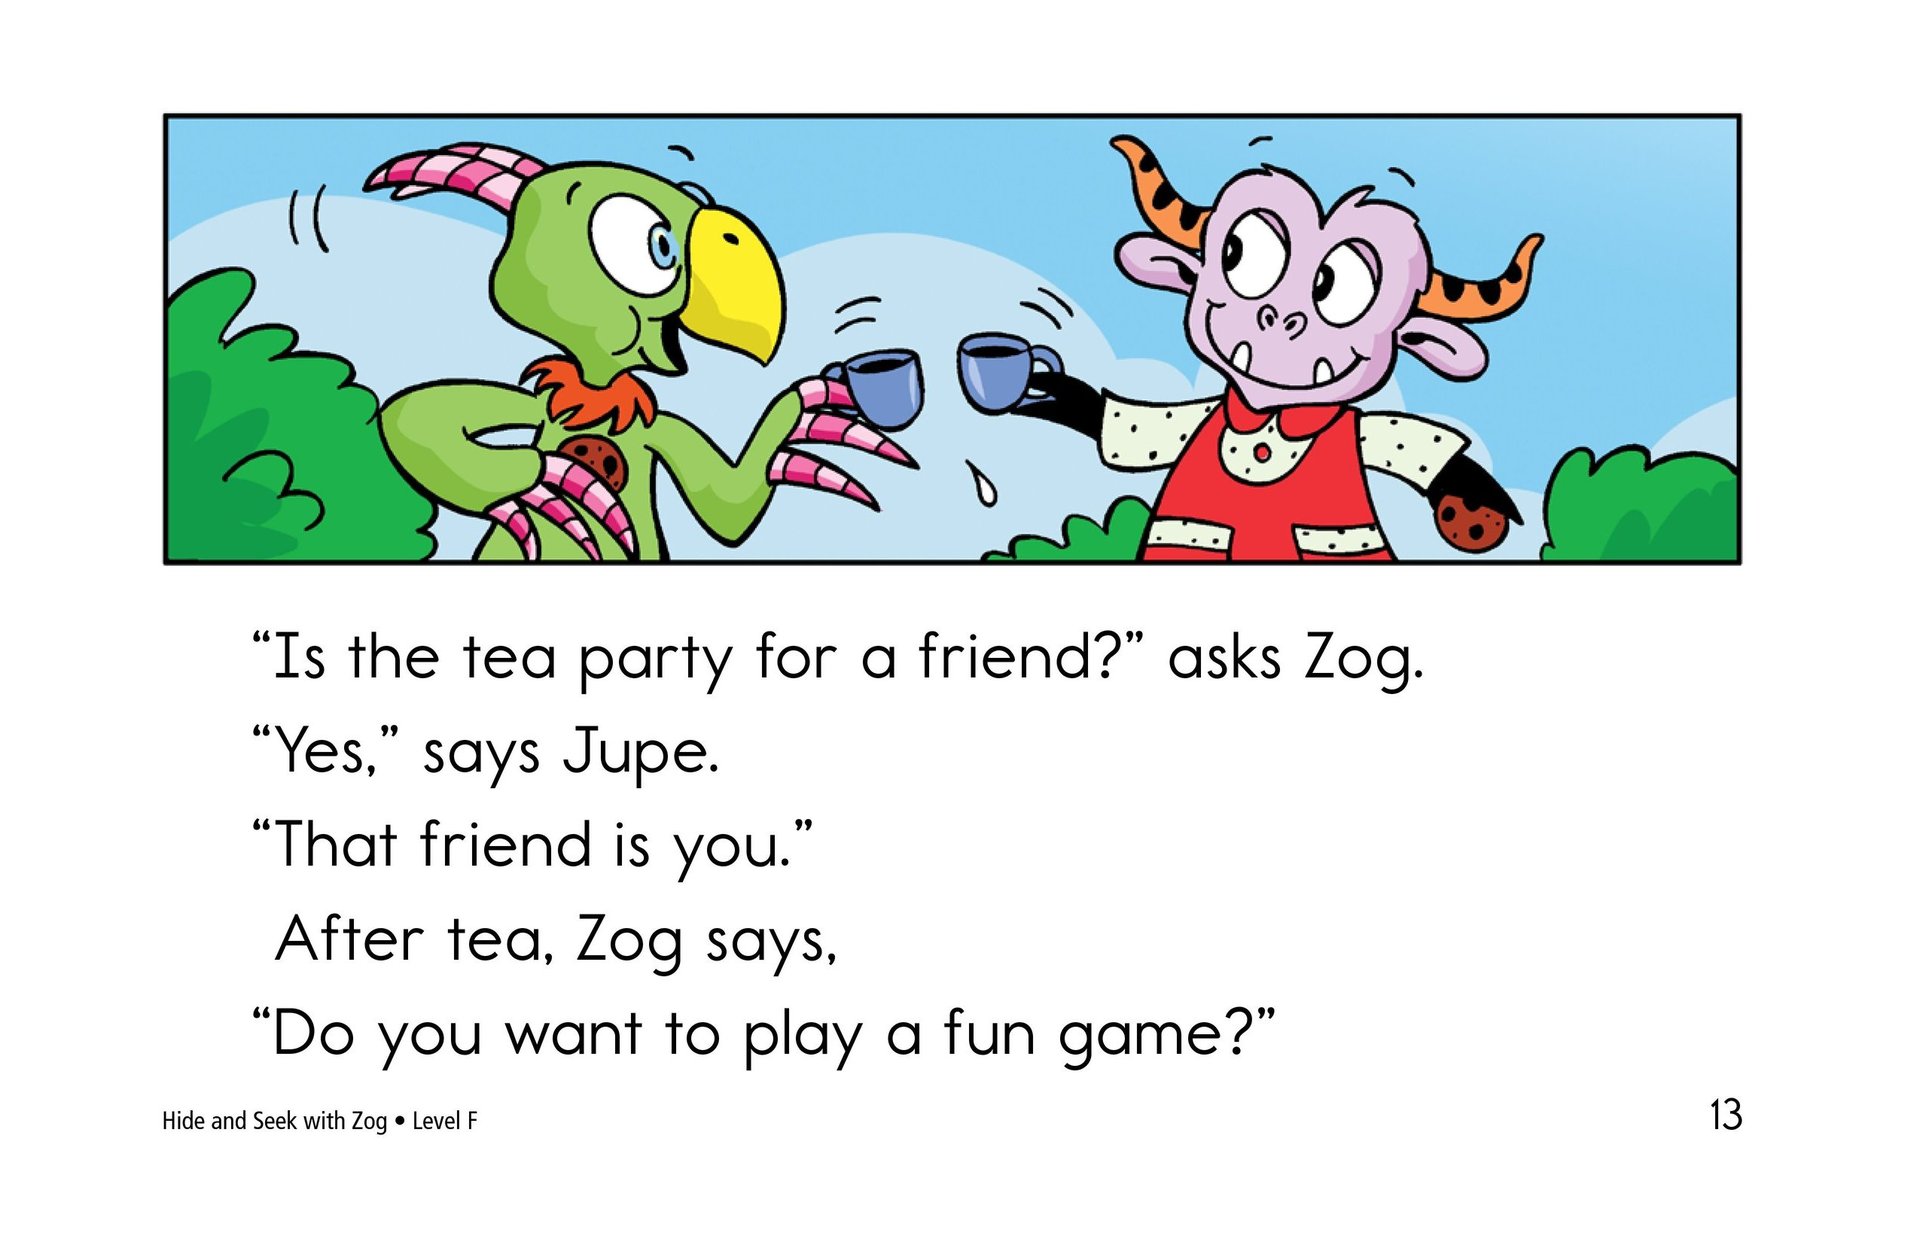 “Is the tea party for a friend?” asks Zog.
“Yes,” says Jupe.
“That friend is you.”
After tea, Zog says,
“Do you want to play a fun game?”
Hide and Seek with Zog • Level F
13